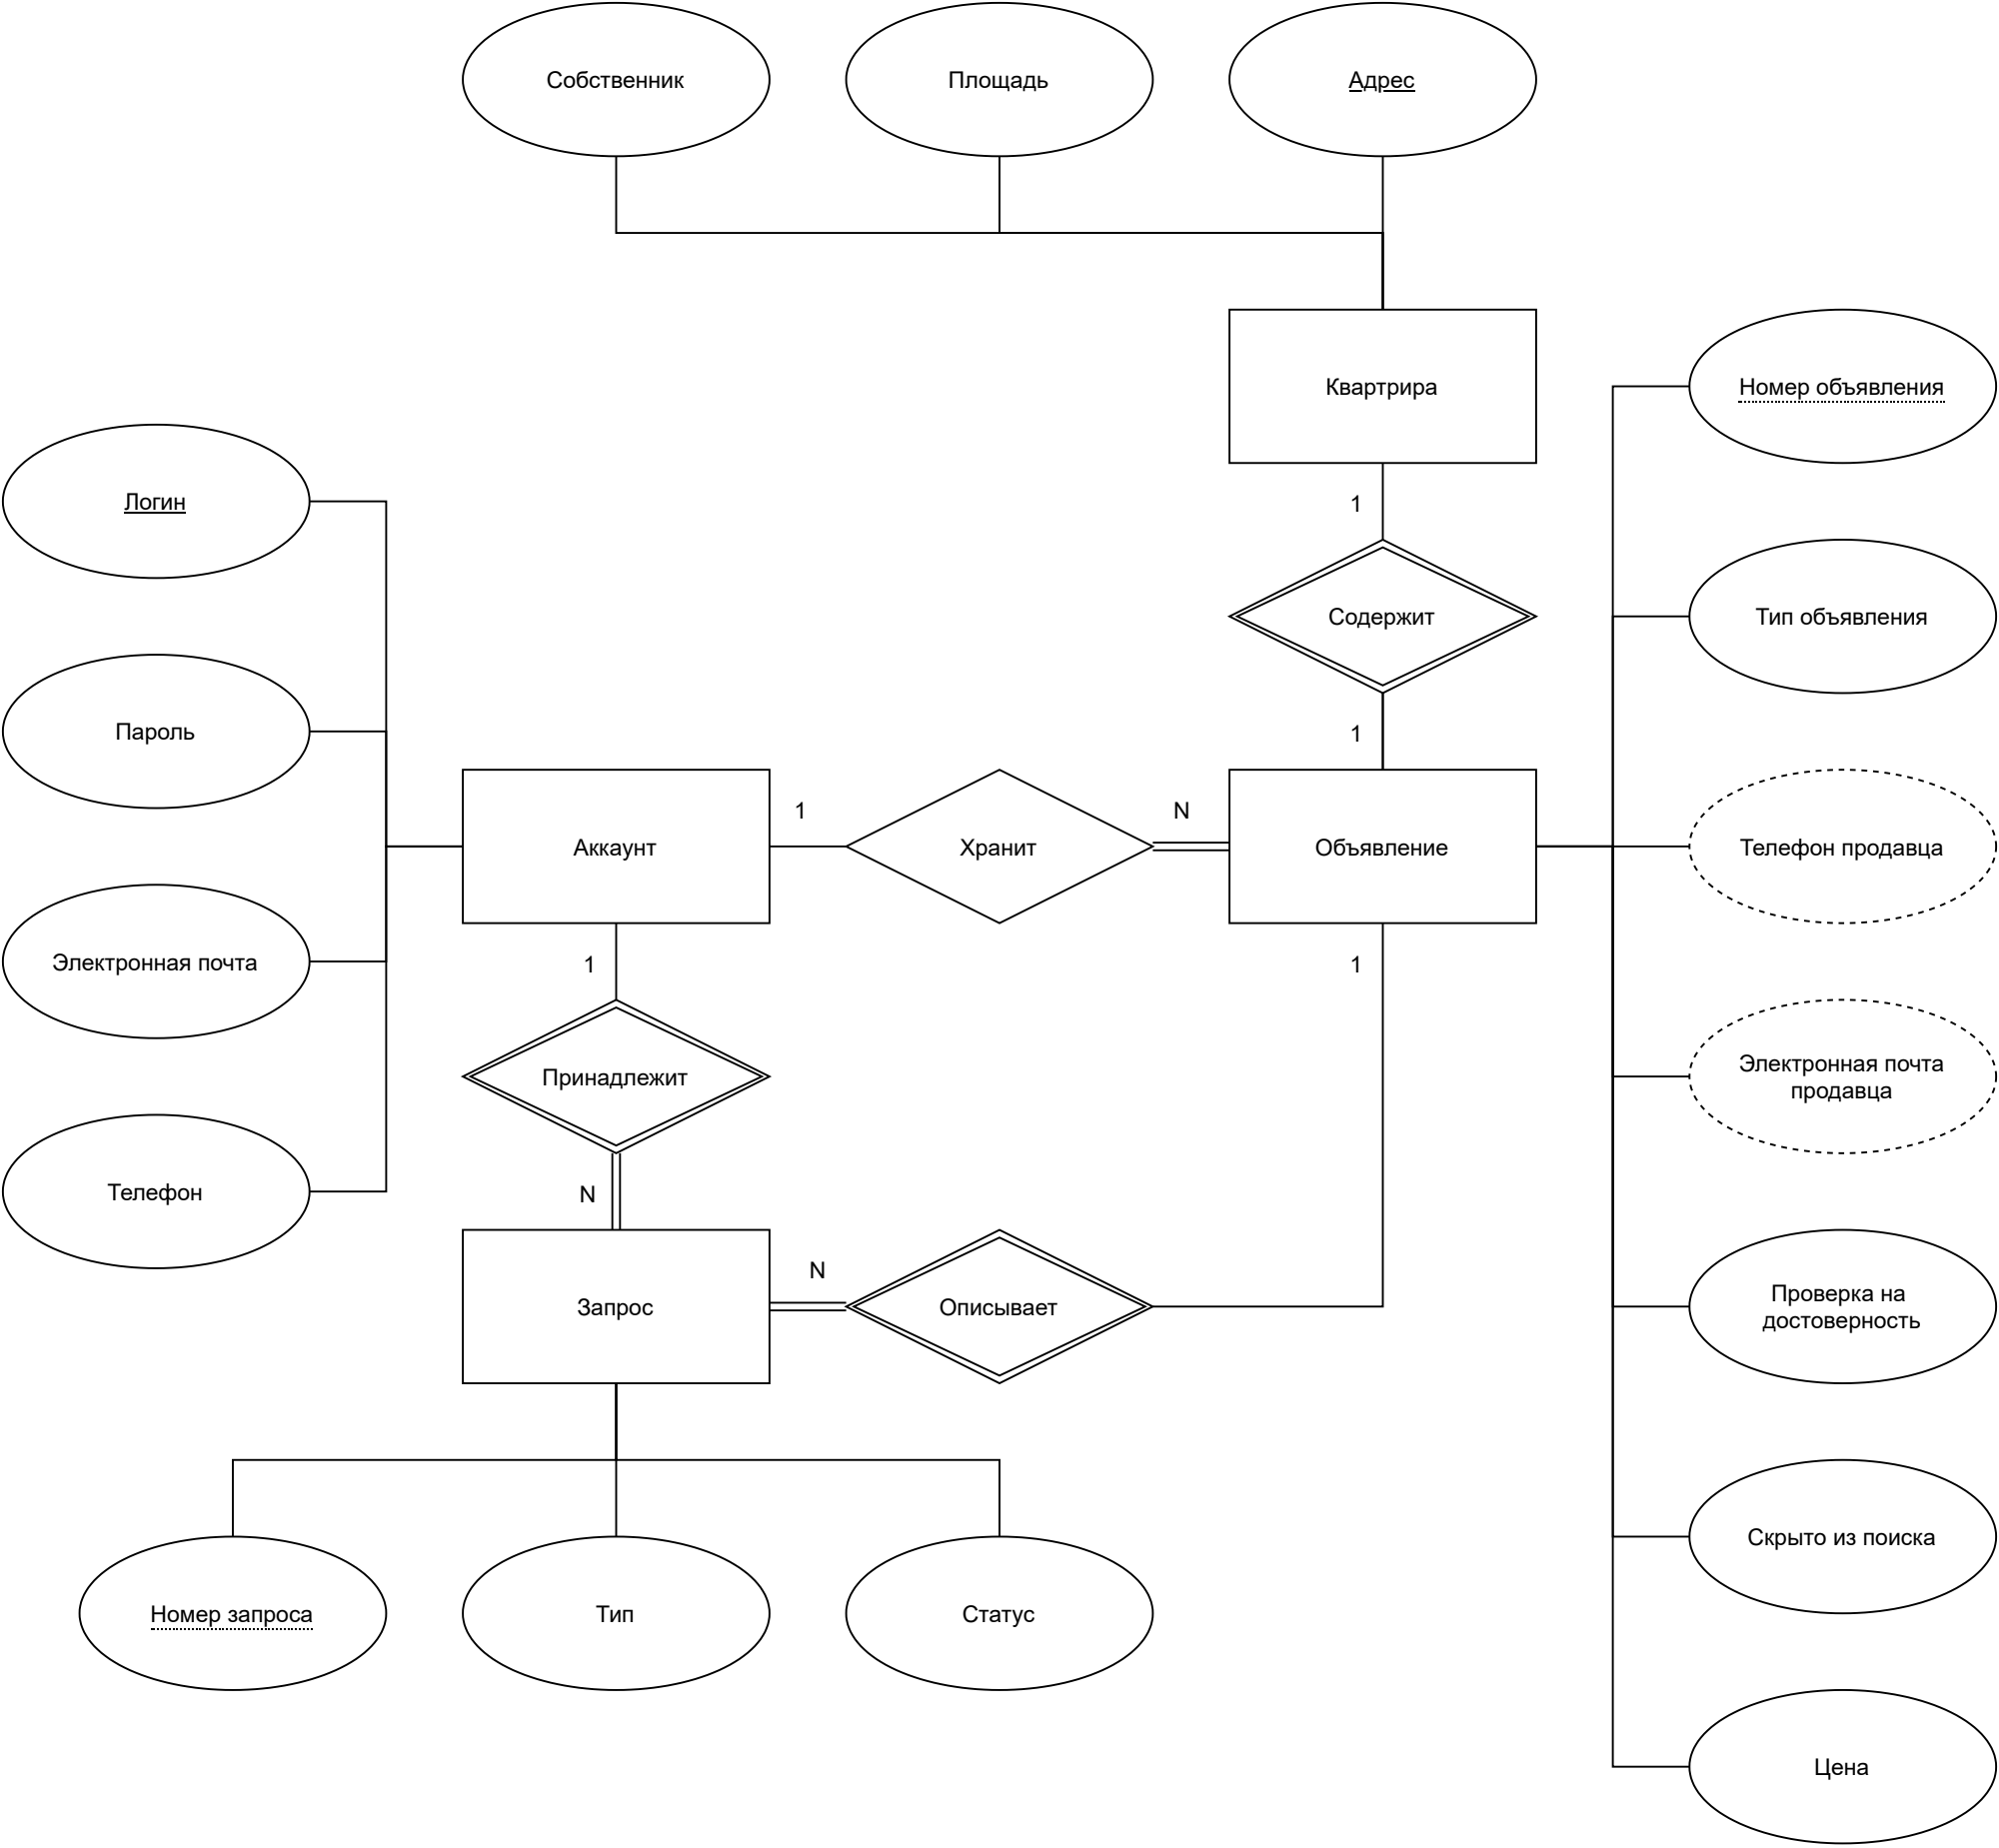 Собственник
Площадь
Адрес
Квартрира
Номер объявления
1
Логин
Содержит
Тип объявления
Пароль
1
1
N
Аккаунт
Хранит
Объявление
Телефон продавца
Электронная почта
1
1
Принадлежит
Электронная почта
продавца
Телефон
N
N
Запрос
Описывает
Проверка на
достоверность
Скрыто из поиска
Номер запроса
Тип
Статус
Цена